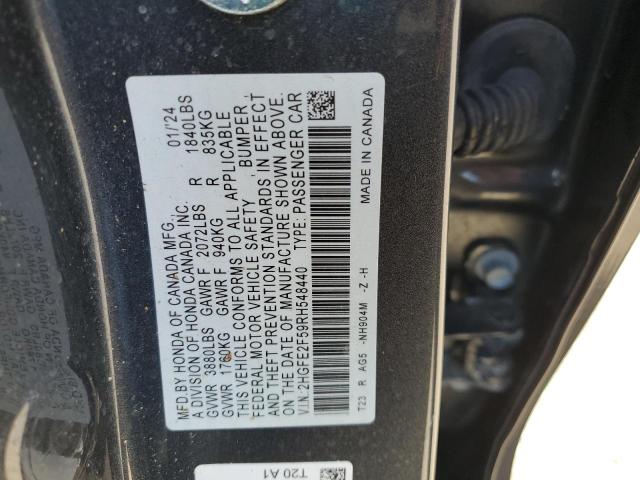 MFD.BY HONDA OF CANADA MFG. 01/'24
A DIVISION OF HONDA CANADA INC.
GVWR 3880LBS GAWR F 2072LBS R 1840LBS
GVWR 1760KG GAWR F 940KG R 835KG
THIS VEHICLE CONFORMS TO ALL APPLICABLE
FEDERAL MOTOR VEHICLE SAFETY, BUMPER,
AND THEFT PREVENTION STANDARDS IN EFFECT
ON THE DATE OF MANUFACTURE SHOWN ABOVE.
V.I.N.:2HGFE2F59RH548440 TYPE: PASSENGER CAR
T23 R AG5 -NH904M -Z -H MADE IN CANADA
T20 A1